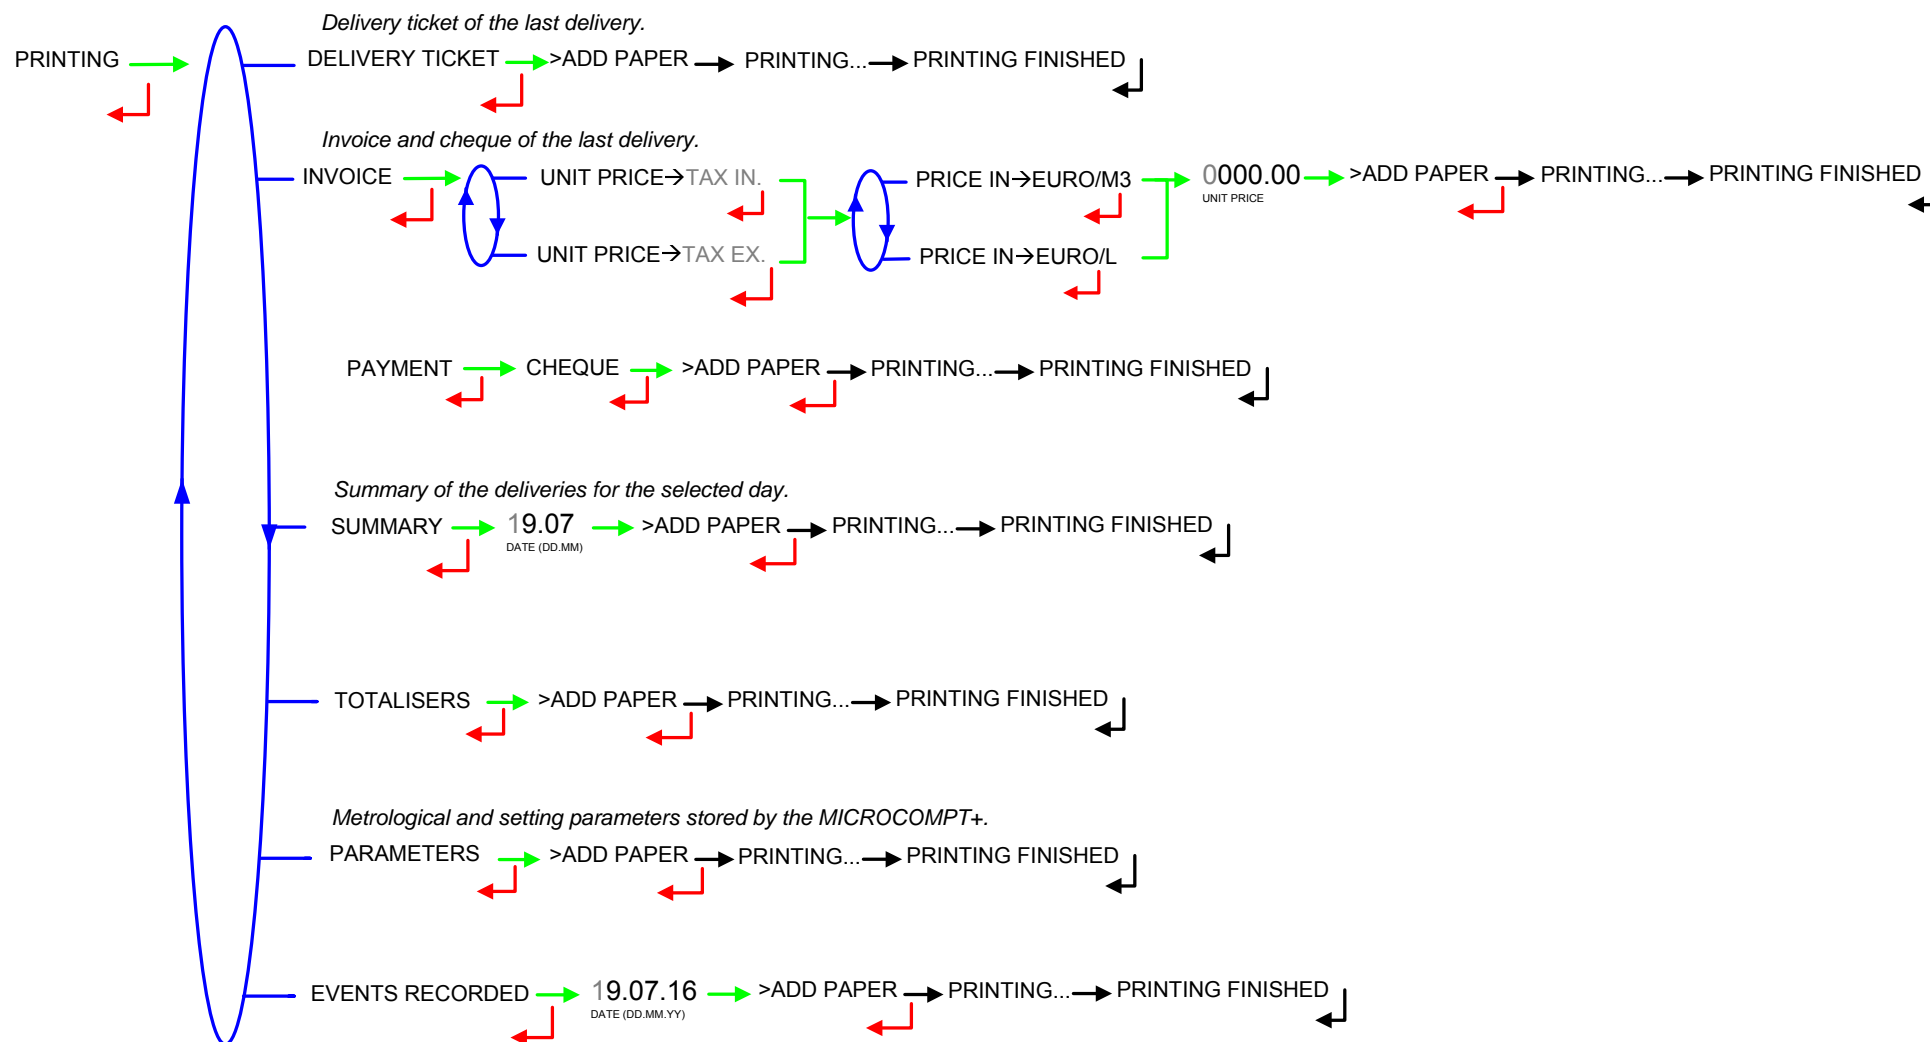 Delivery ticket of the last delivery.
PRINTING DELIVERY TICKET >ADD PAPER PRINTING... PRINTING FINISHED
Invoice and cheque of the last delivery.
INVOICE UNIT PRICE→TAX IN. PRICE IN→EURO/M3 0000.00 >ADD PAPER PRINTING... PRINTING FINISHED
UNIT PRICE
UNIT PRICE→TAX EX. PRICE IN→EURO/L
PAYMENT CHEQUE >ADD PAPER PRINTING... PRINTING FINISHED
Summary of the deliveries for the selected day.
SUMMARY 19.07 >ADD PAPER PRINTING... PRINTING FINISHED
DATE (DD.MM)
TOTALISERS >ADD PAPER PRINTING... PRINTING FINISHED
Metrological and setting parameters stored by the MICROCOMPT+.
PARAMETERS >ADD PAPER PRINTING... PRINTING FINISHED
EVENTS RECORDED 19.07.16 >ADD PAPER PRINTING... PRINTING FINISHED
DATE (DD.MM.YY)